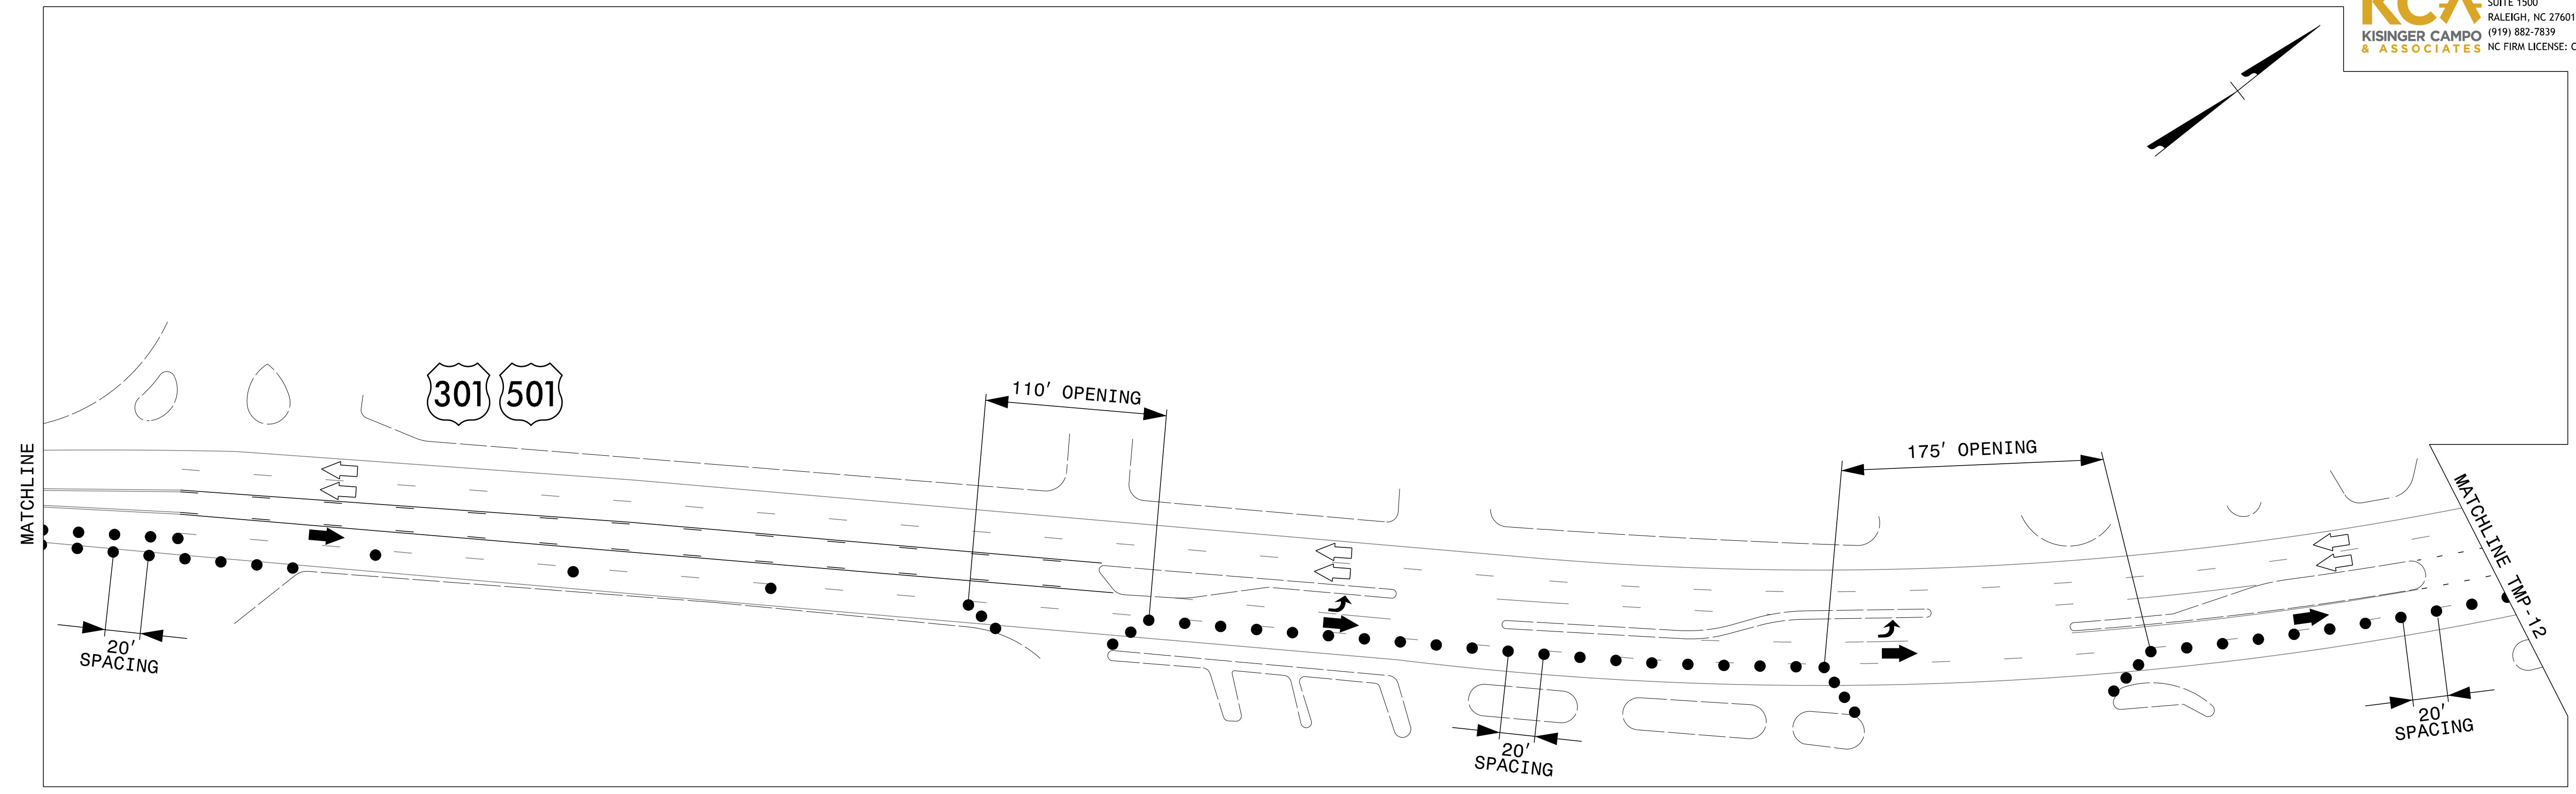 KCA
KISINGER CAMPO
& ASSOCIATES
SUITE 1500
RALEIGH, NC 27601
(919) 882-7839
NC FIRM LICENSE: C
301 501
110' OPENING
175' OPENING
MATCHLINE
MATCHLINE TMP-12
20'
SPACING
20'
SPACING
20'
SPACING